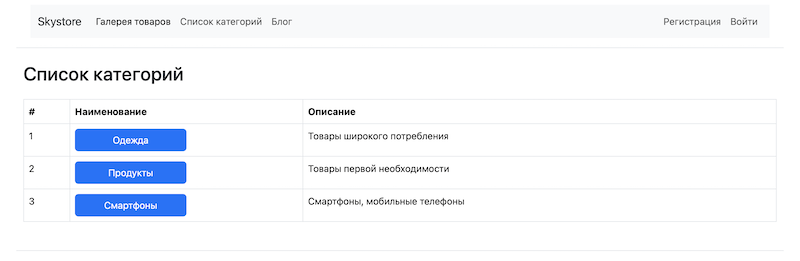 Skystore Галерея товаров Список категорий Блог Регистрация Войти
Список категорий
# Наименование Описание
1 Одежда Товары широкого потребления
2 Продукты Товары первой необходимости
3 Смартфоны Смартфоны, мобильные телефоны